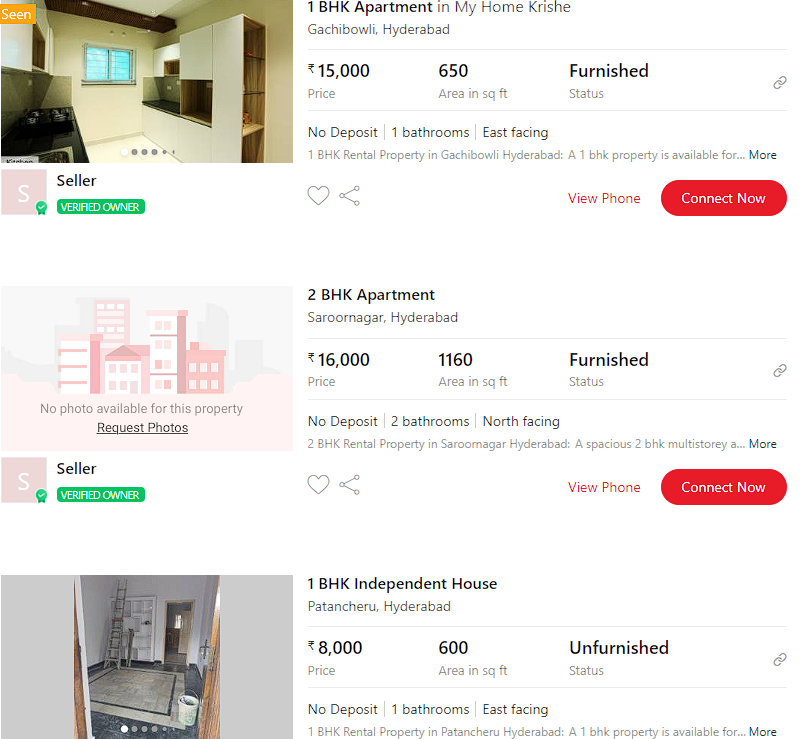 Seen
Kitchen
1 BHK Apartment in My Home Krishe
Gachibowli, Hyderabad
₹ 15,000 650 Furnished
Price Area in sq ft Status
No Deposit 1 bathrooms East facing
1 BHK Rental Property in Gachibowli Hyderabad: A 1 bhk property is available for... More
S Seller
VERIFIED OWNER
View Phone Connect Now
2 BHK Apartment
Saroornagar, Hyderabad
₹ 16,000 1160 Furnished
Price Area in sq ft Status
No photo available for this property
Request Photos
No Deposit 2 bathrooms North facing
2 BHK Rental Property in Saroornagar Hyderabad: A spacious 2 bhk multistorey a... More
S Seller
VERIFIED OWNER
View Phone Connect Now
1 BHK Independent House
Patancheru, Hyderabad
₹ 8,000 600 Unfurnished
Price Area in sq ft Status
No Deposit 1 bathrooms East facing
1 BHK Rental Property in Patancheru Hyderabad: A 1 bhk property is available for... More